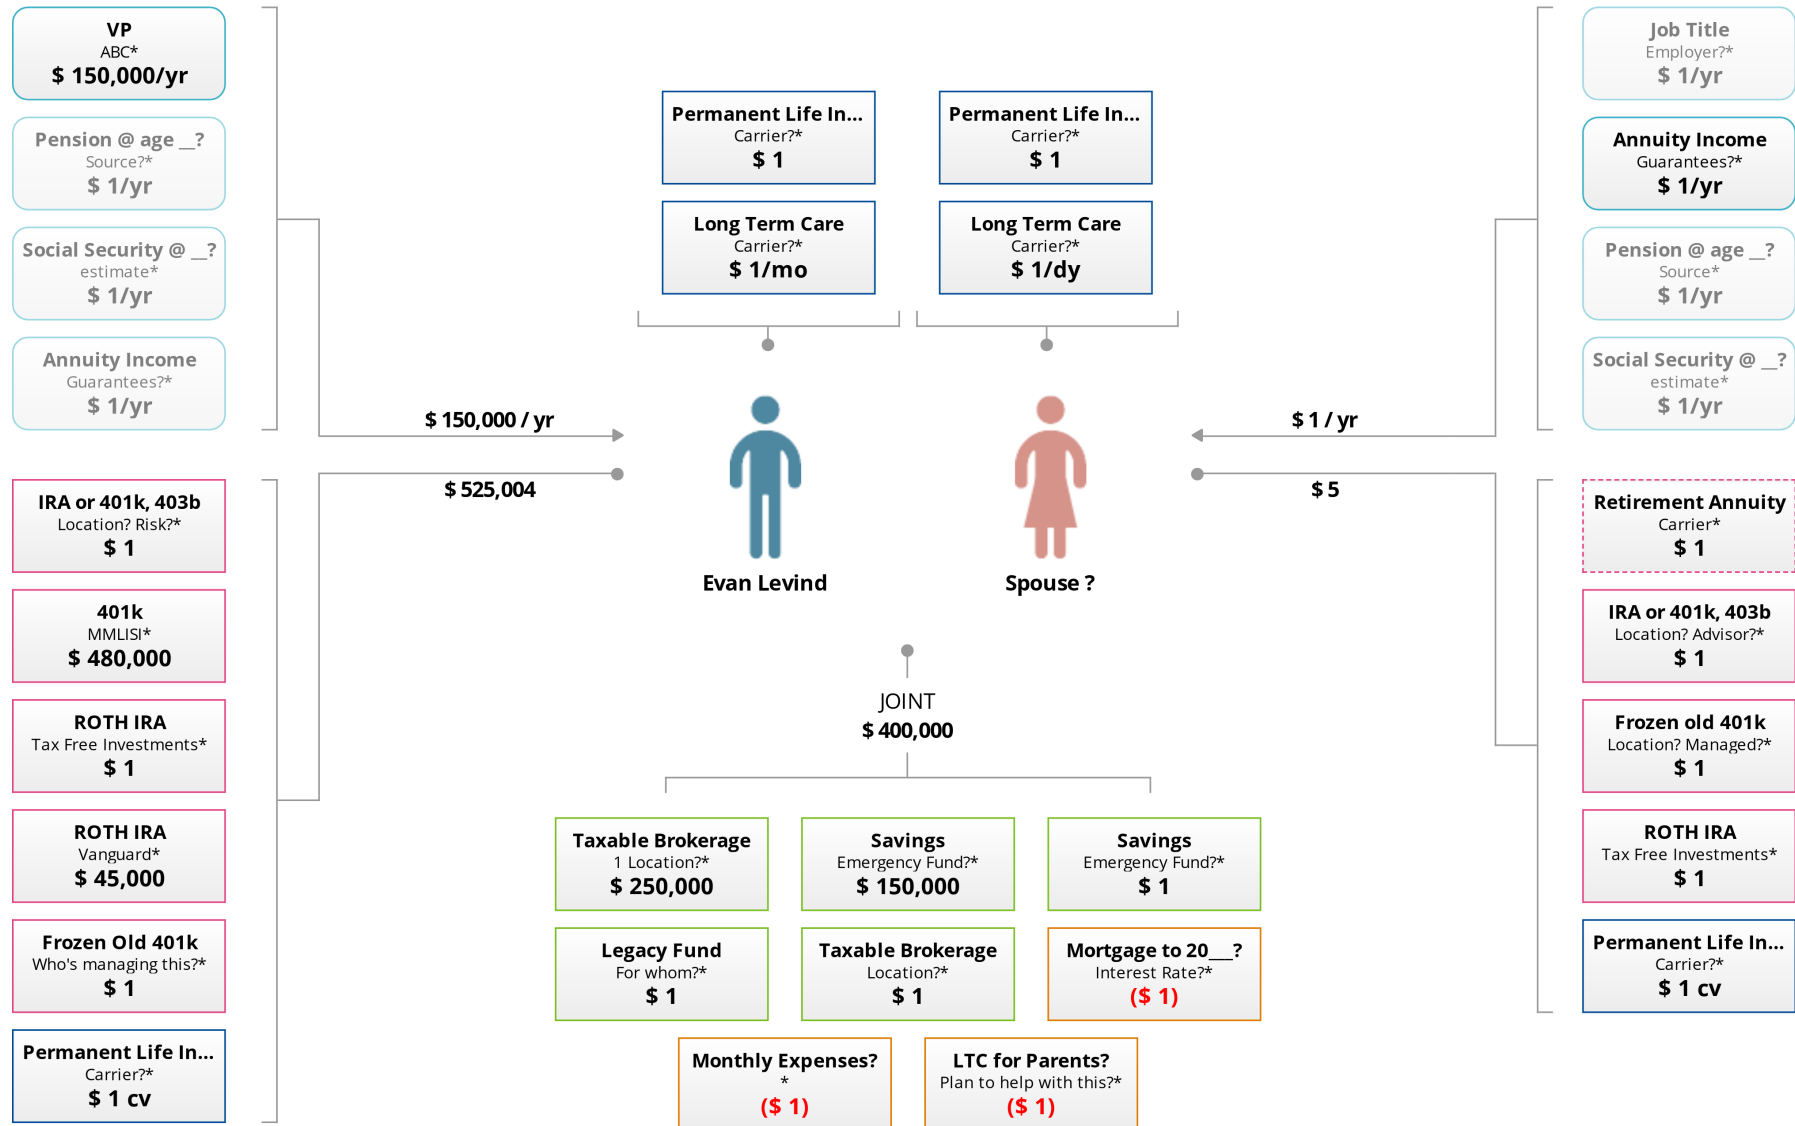 VP
ABC*
$ 150,000/yr
Pension @ age __?
Source?*
$ 1/yr
Social Security @ __?
estimate*
$ 1/yr
Annuity Income
Guarantees?*
$ 1/yr
Permanent Life In...
Carrier?*
$ 1
Long Term Care
Carrier?*
$ 1/mo
Permanent Life In...
Carrier?*
$ 1
Long Term Care
Carrier?*
$ 1/dy
Job Title
Employer?*
$ 1/yr
Annuity Income
Guarantees?*
$ 1/yr
Pension @ age __?
Source*
$ 1/yr
Social Security @ __?
estimate*
$ 1/yr
$ 150,000 / yr
$ 525,004
$ 1 / yr
$ 5
Evan Levind
Spouse ?
IRA or 401k, 403b
Location? Risk?*
$ 1
401k
MMLISI*
$ 480,000
ROTH IRA
Tax Free Investments*
$ 1
ROTH IRA
Vanguard*
$ 45,000
Frozen Old 401k
Who's managing this?*
$ 1
Permanent Life In...
Carrier?*
$ 1 cv
JOINT
$ 400,000
Taxable Brokerage
1 Location?*
$ 250,000
Savings
Emergency Fund?*
$ 150,000
Savings
Emergency Fund?*
$ 1
Legacy Fund
For whom?*
$ 1
Taxable Brokerage
Location?*
$ 1
Mortgage to 20___?
Interest Rate?*
($ 1)
Monthly Expenses?
*
($ 1)
LTC for Parents?
Plan to help with this?*
($ 1)
Retirement Annuity
Carrier*
$ 1
IRA or 401k, 403b
Location? Advisor?*
$ 1
Frozen old 401k
Location? Managed?*
$ 1
ROTH IRA
Tax Free Investments*
$ 1
Permanent Life In...
Carrier?*
$ 1 cv